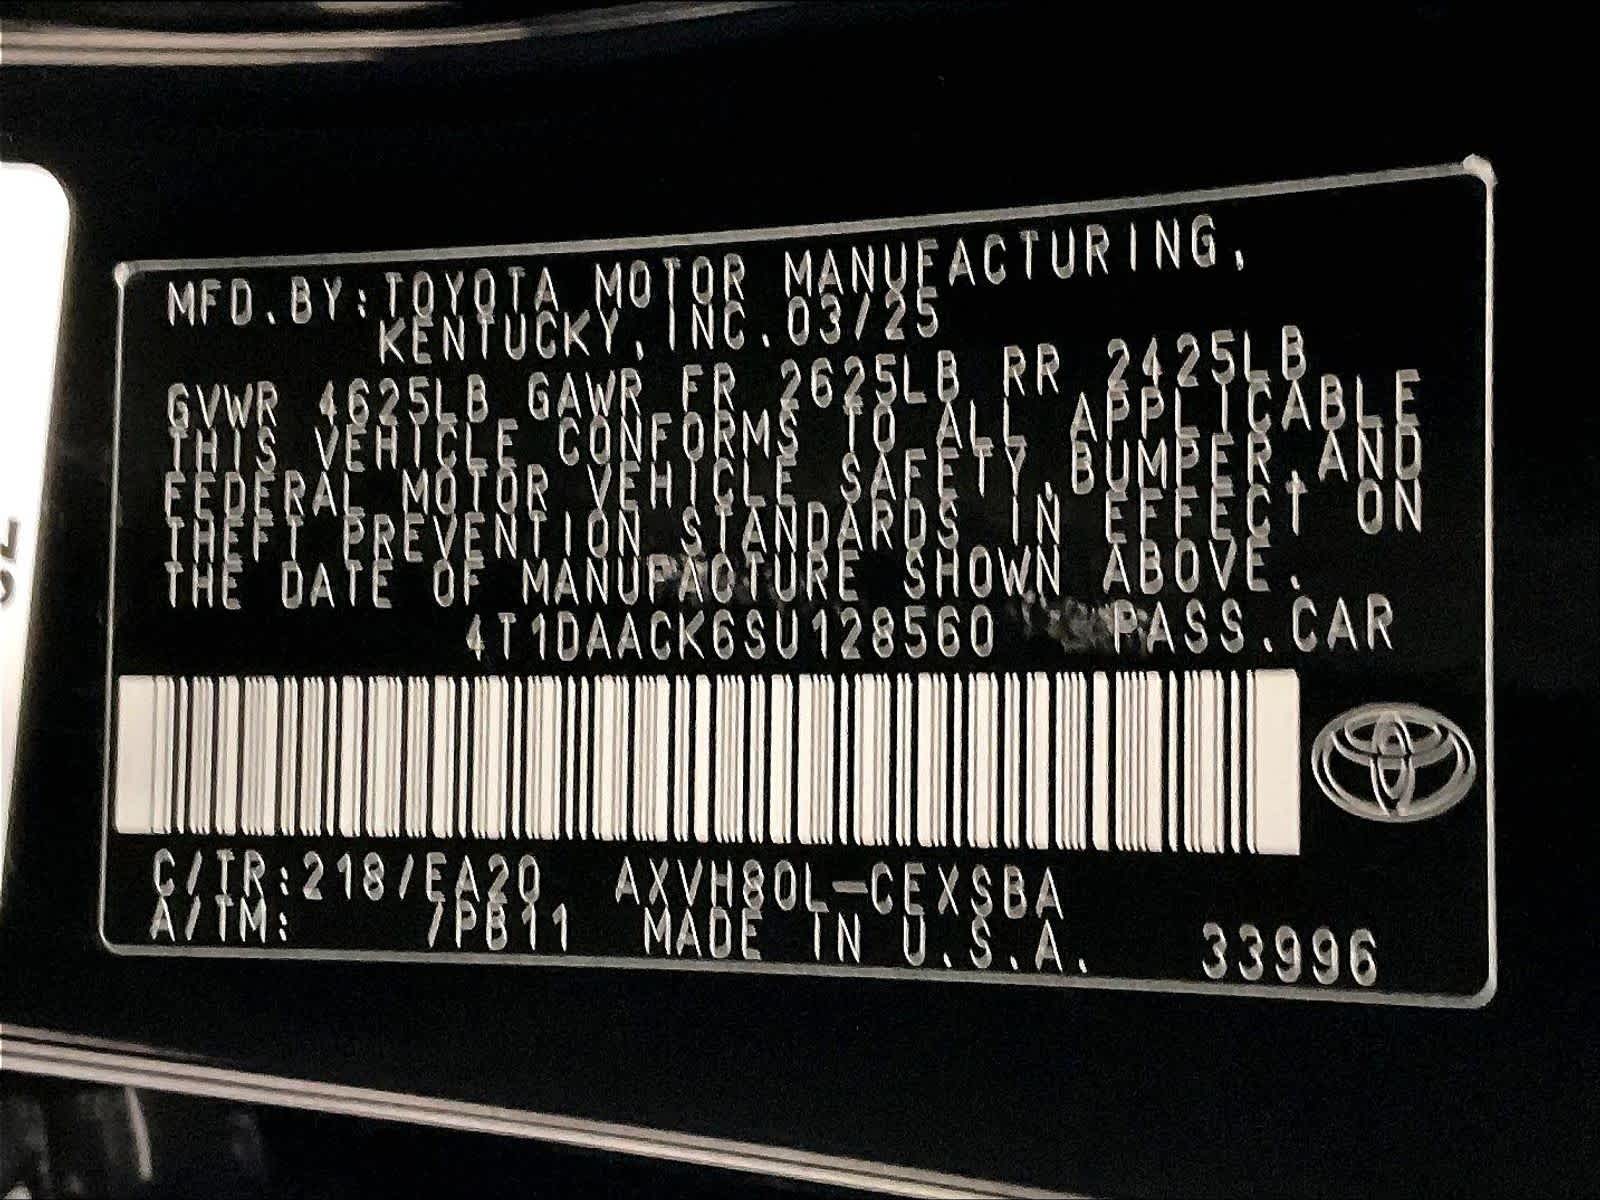 MFD.BY:TOYOTA MOTOR MANUFACTURING,
KENTUCKY, INC.03/25
GVWR 4625LB GAWR FR 2625LB RR 2425LB
THIS VEHICLE CONFORMS TO ALL APPLICABLE
FEDERAL MOTOR VEHICLE SAFETY,BUMPER,AND
THEFT PREVENTION STANDARDS IN EFFECT ON
THE DATE OF MANUFACTURE SHOWN ABOVE.
4T1DAACK6SU128560 PASS.CAR
C/TR:218/EA20 AXVH80L-CEXSBA
A/TM: /PB11 MADE IN U.S.A. 33996